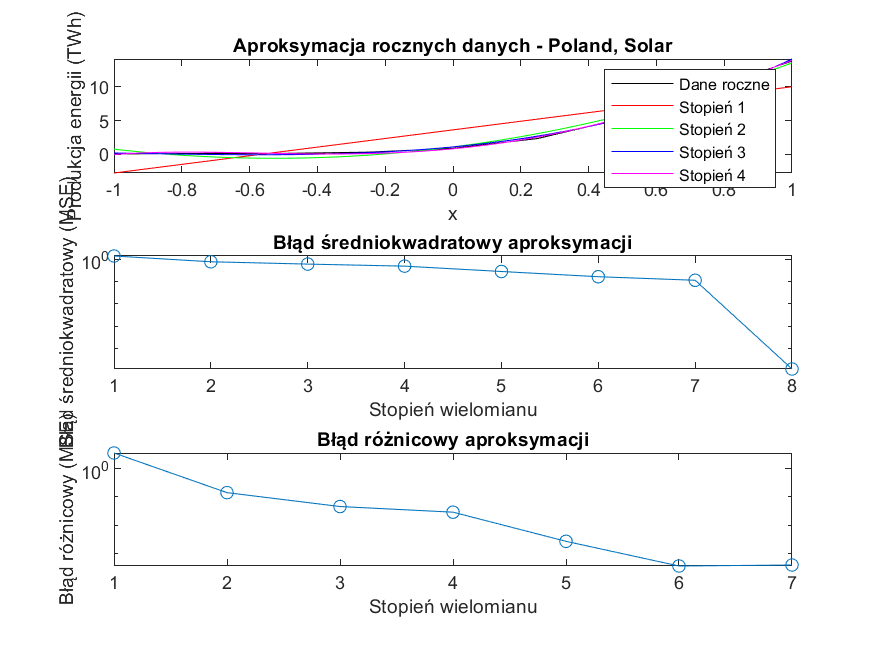 Aproksymacja rocznych danych - Poland, Solar
Produkcja energii (TWh)
10
5
0
-1 -0.8 -0.6 -0.4 -0.2 0 0.2 0.4 0.6 0.8 1
x
Dane roczne
Stopień 1
Stopień 2
Stopień 3
Stopień 4
Błąd średniokwadratowy aproksymacji
Błąd średniokwadratowy (MSE)
10^0
1 2 3 4 5 6 7 8
Stopień wielomianu
Błąd różnicowy aproksymacji
Błąd różnicowy (MSE)
10^0
1 2 3 4 5 6 7
Stopień wielomianu